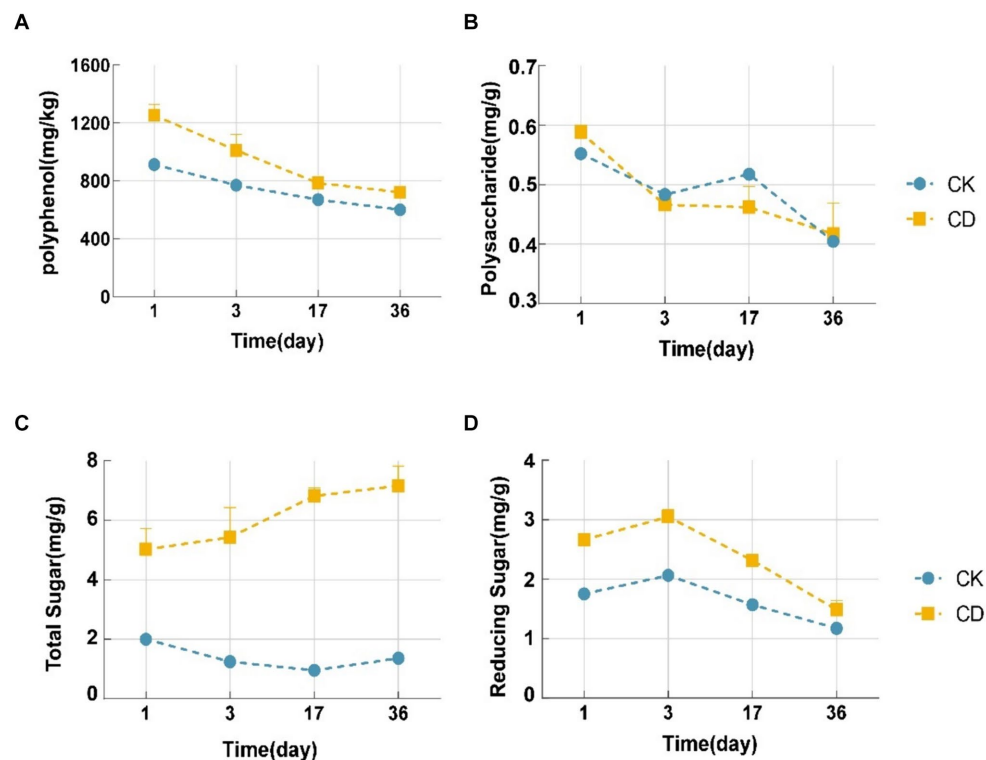 A
polyphenol(mg/kg)
1600
1200
800
400
0
1 3 17 36
Time(day)
B
Polysaccharide(mg/g)
0.7
0.6
0.5
0.4
0.3
1 3 17 36
Time(day)
CK
CD
C
Total Sugar(mg/g)
8
6
4
2
0
1 3 17 36
Time(day)
D
Reducing Sugar(mg/g)
4
3
2
1
0
1 3 17 36
Time(day)
CK
CD